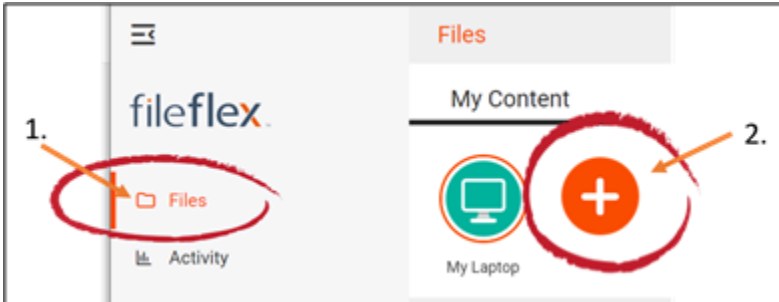 Files
fileflex
My Content
1.
2.
Files
Activity
My Laptop